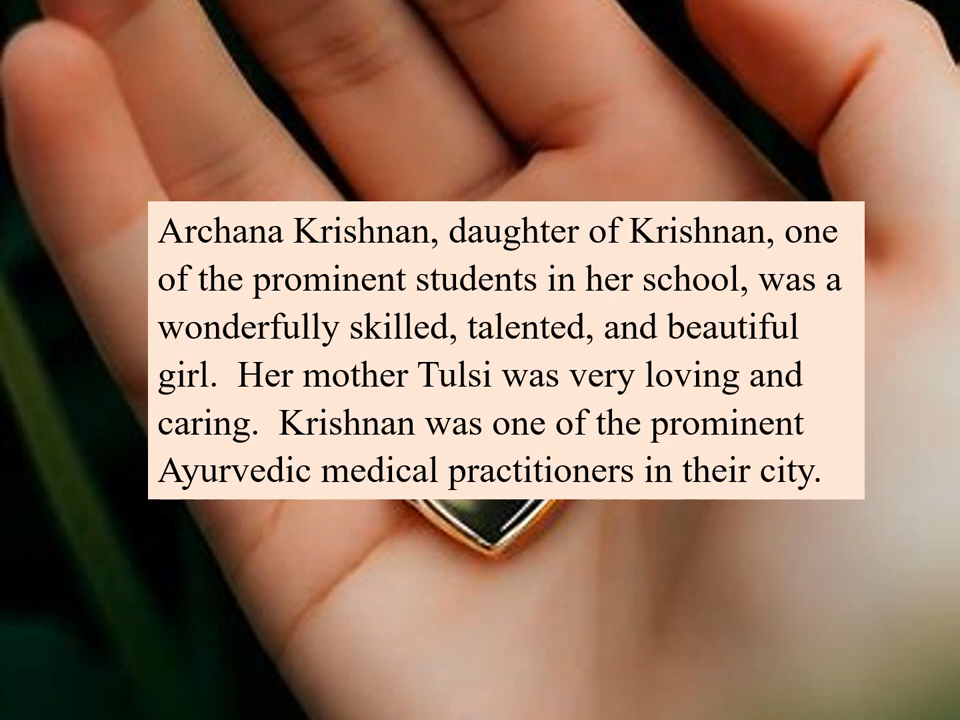 Archana Krishnan, daughter of Krishnan, one
of the prominent students in her school, was a
wonderfully skilled, talented, and beautiful
girl.  Her mother Tulsi was very loving and
caring.  Krishnan was one of the prominent
Ayurvedic medical practitioners in their city.